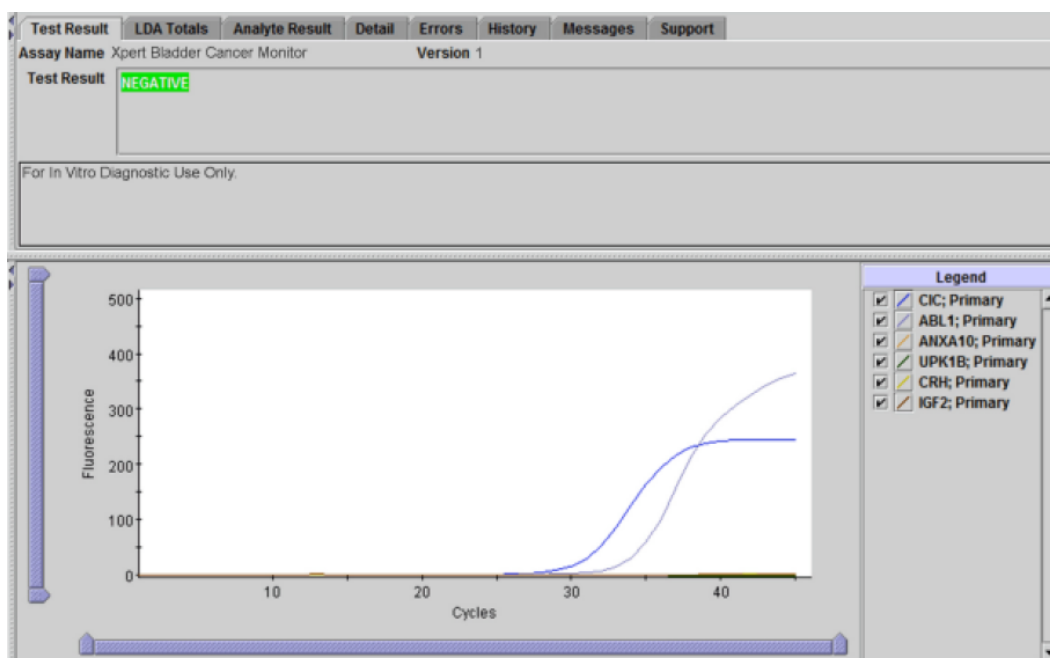 Test Result LDA Totals Analyte Result Detail Errors History Messages Support
Assay Name Xpert Bladder Cancer Monitor Version 1
Test Result NEGATIVE
For In Vitro Diagnostic Use Only.
Legend
CIC; Primary
ABL1; Primary
ANXA10; Primary
UPK1B; Primary
CRH; Primary
IGF2; Primary
500
400
300
200
100
0
Fluorescence
10 20 30 40
Cycles